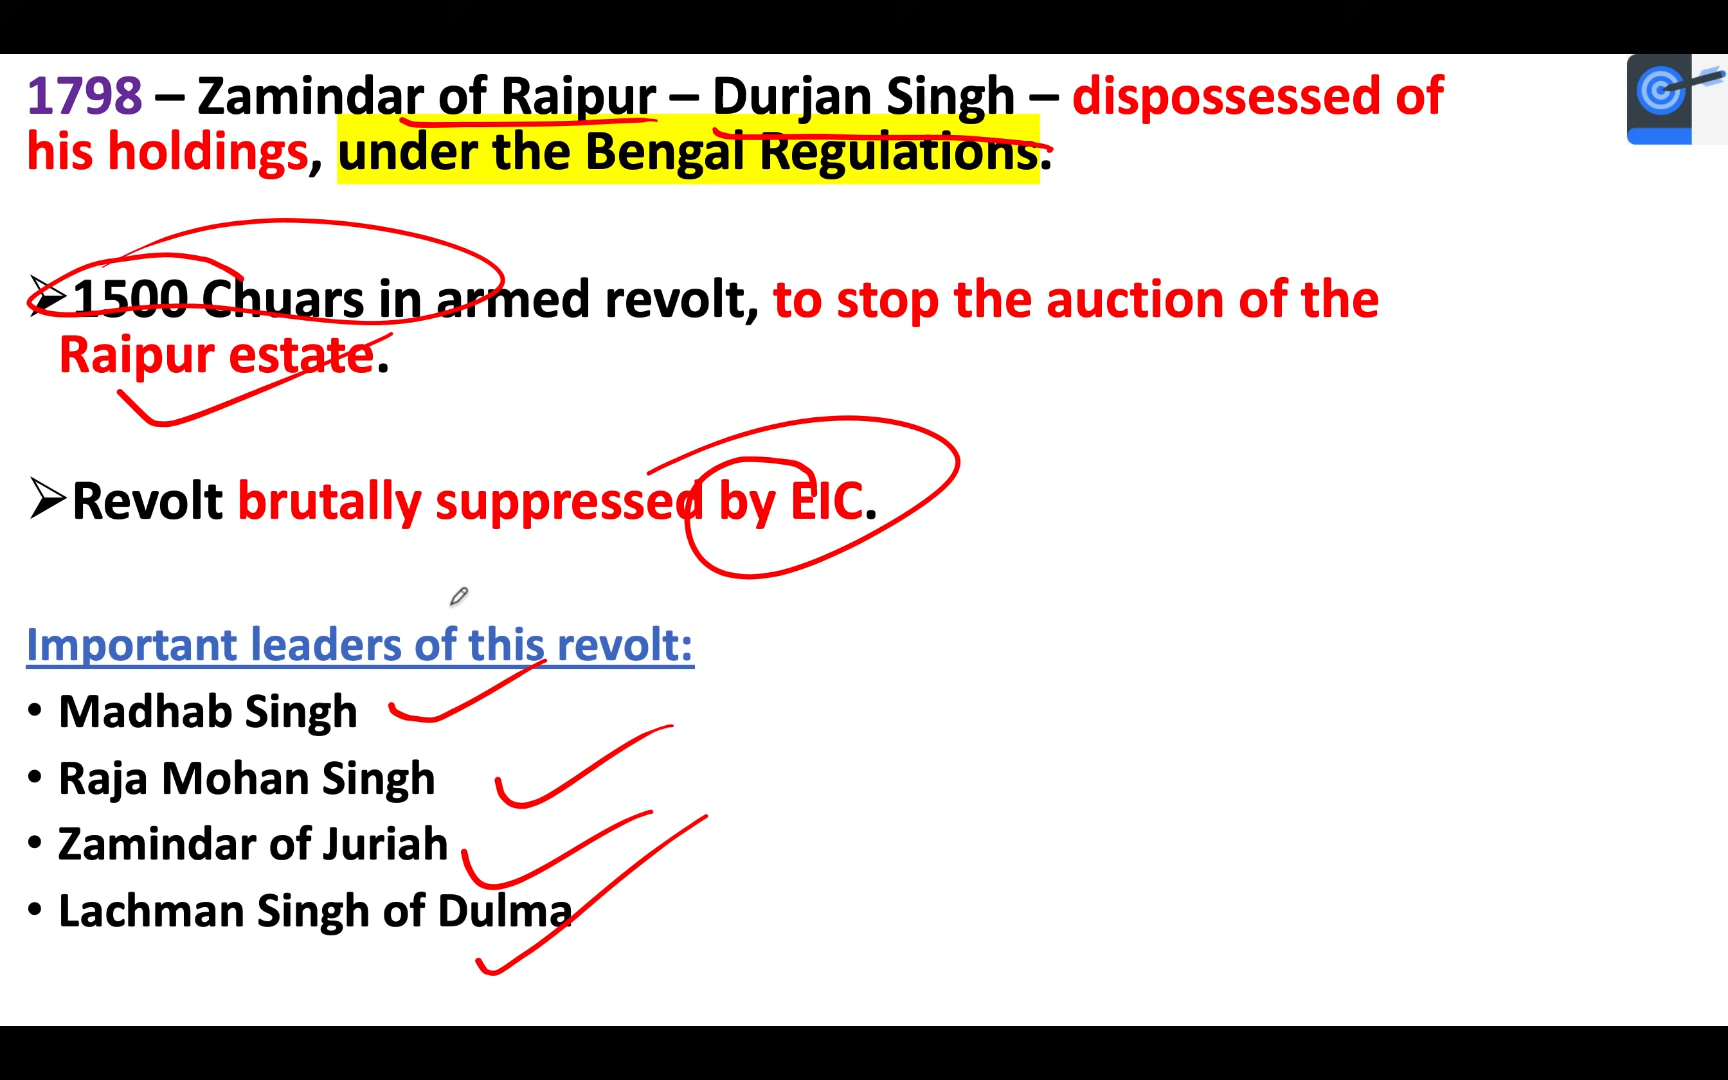 1798 – Zamindar of Raipur – Durjan Singh – dispossessed of
his holdings, under the Bengal Regulations.
➢1500 Chuars in armed revolt, to stop the auction of the
Raipur estate.
➢Revolt brutally suppressed by EIC.
Important leaders of this revolt:
• Madhab Singh
• Raja Mohan Singh
• Zamindar of Juriah
• Lachman Singh of Dulma